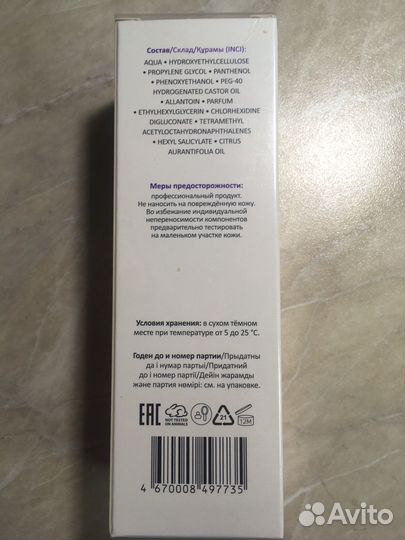 Состав/Склад/Құрамы (INCI):
AQUA • HYDROXYETHYLCELLULOSE
• PROPYLENE GLYCOL • PANTHENOL
• PHENOXYETHANOL • PEG-40
HYDROGENATED CASTOR OIL
• ALLANTOIN • PARFUM
• ETHYLHEXYLGLYCERIN • CHLORHEXIDINE
DIGLUCONATE • TETRAMETHYL
ACETYLOCTAHYDRONAPHTHALENES
• HEXYL SALICYLATE • CITRUS
AURANTIFOLIA OIL
Меры предосторожности:
профессиональный продукт.
Не наносить на повреждённую кожу.
Во избежание индивидуальной
непереносимости компонентов
предварительно тестировать
на маленьком участке кожи.
Условия хранения: в сухом тёмном
месте при температуре от 5 до 25 °C.
Годен до и номер партии/Прыдатны
да і нумар партыі/Придатний
до і номер партії/Дейін жарамды
және партия нөмірі: см. на упаковке.
EAC
NOT TESTED
ON ANIMALS
21
12M
4 670008 497735
Avito